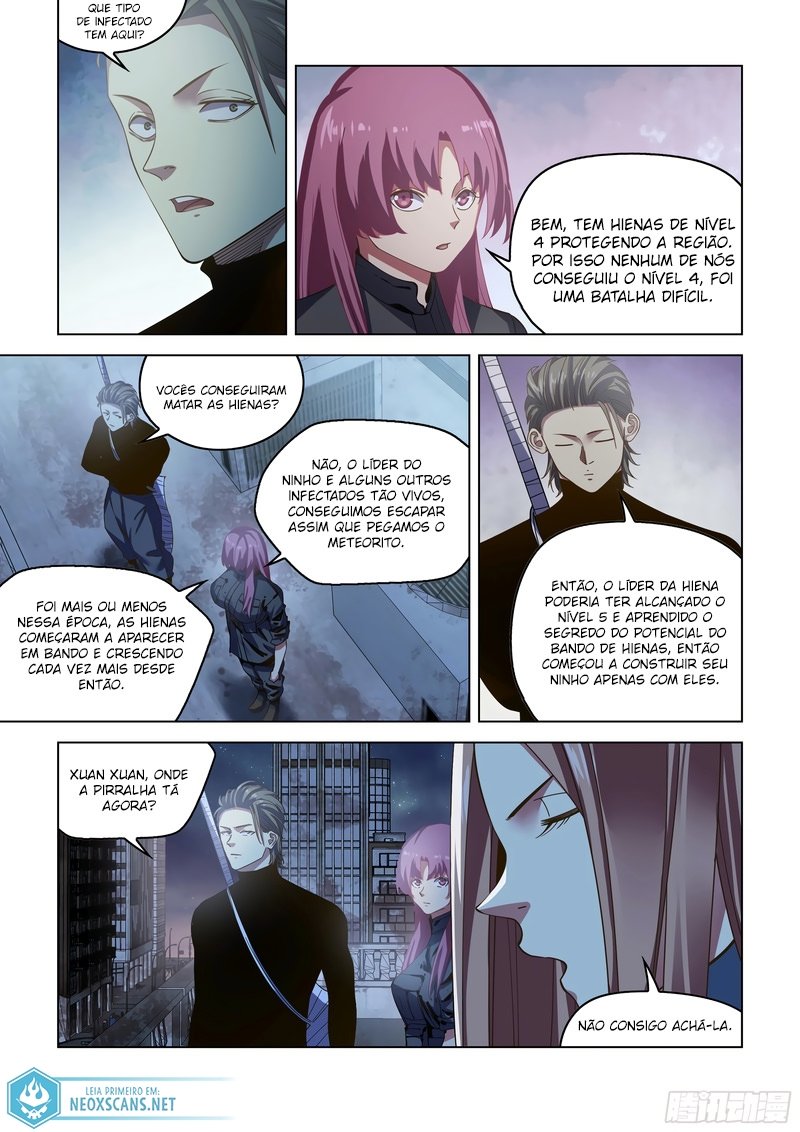 QUE TIPO
DE INFECTADO
TEM AQUI?
BEM, TEM HIENAS DE NÍVEL
4 PROTEGENDO A REGIÃO.
POR ISSO NENHUM DE NÓS
CONSEGUIU O NÍVEL 4, FOI
UMA BATALHA DIFÍCIL.
VOCÊS CONSEGUIRAM
MATAR AS HIENAS?
NÃO, O LÍDER DO
NINHO E ALGUNS OUTROS
INFECTADOS TÃO VIVOS,
CONSEGUIMOS ESCAPAR
ASSIM QUE PEGAMOS O
METEORITO.
FOI MAIS OU MENOS
NESSA ÉPOCA, AS HIENAS
COMEÇARAM A APARECER
EM BANDO E CRESCENDO
CADA VEZ MAIS DESDE
ENTÃO.
ENTÃO, O LÍDER DA HIENA
PODERIA TER ALCANÇADO O
NÍVEL 5 E APRENDIDO O
SEGREDO DO POTENCIAL DO
BANDO DE HIENAS, ENTÃO
COMEÇOU A CONSTRUIR SEU
NINHO APENAS COM ELES.
XUAN XUAN, ONDE
A PIRRALHA TÁ
AGORA?
NÃO CONSIGO ACHÁ-LA.
LEIA PRIMEIRO EM:
NEOXSCANS.NET
腾讯动漫